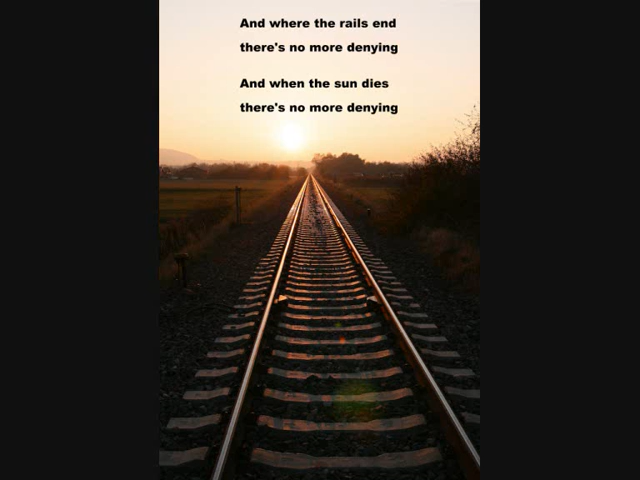 And where the rails end
there's no more denying
And when the sun dies
there's no more denying